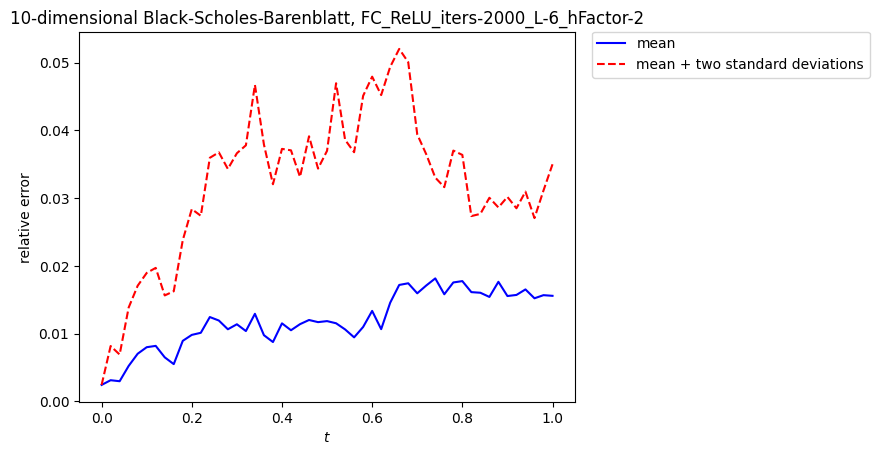 10-dimensional Black-Scholes-Barenblatt, FC_ReLU_iters-2000_L-6_hFactor-2
mean
mean + two standard deviations
relative error
0.05
0.04
0.03
0.02
0.01
0.00
0.0 0.2 0.4 0.6 0.8 1.0
t